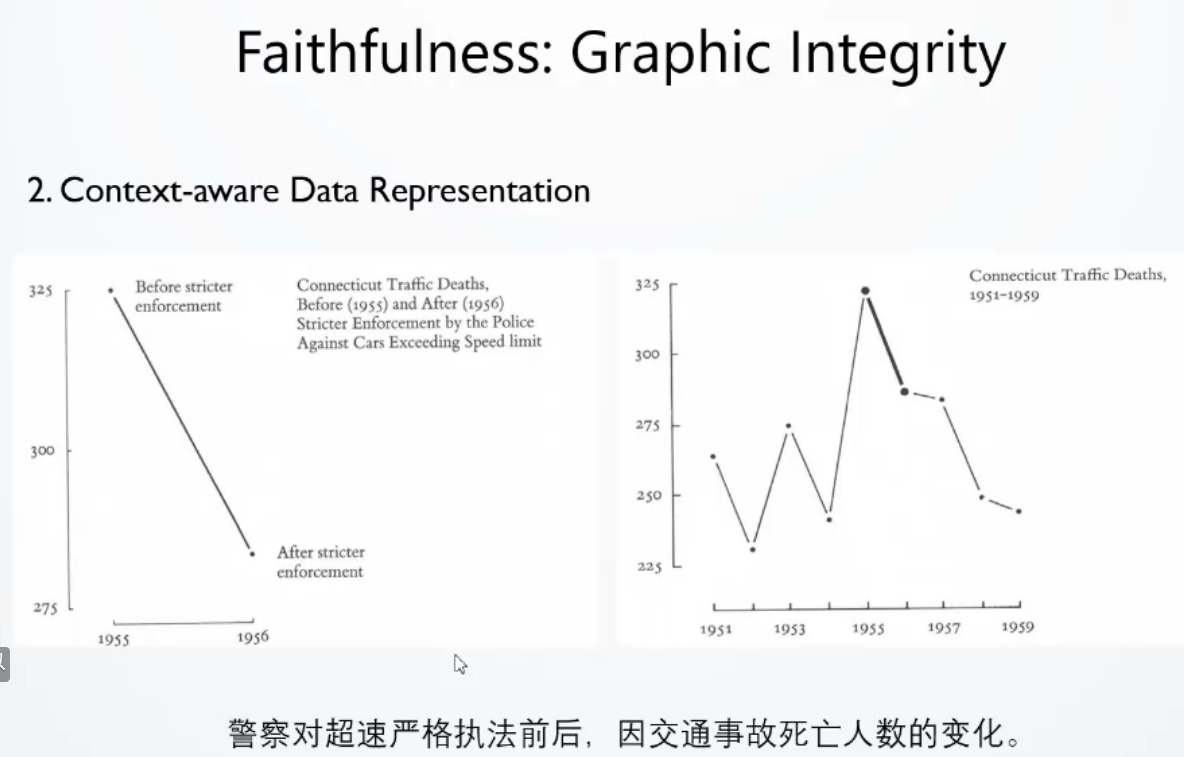 Faithfulness: Graphic Integrity
2. Context-aware Data Representation
325
300
275
1955
1956
Before stricter
enforcement
After stricter
enforcement
Connecticut Traffic Deaths,
Before (1955) and After (1956)
Stricter Enforcement by the Police
Against Cars Exceeding Speed limit
325
300
275
250
225
1951
1953
1955
1957
1959
Connecticut Traffic Deaths,
1951-1959
警察对超速严格执法前后，因交通事故死亡人数的变化。